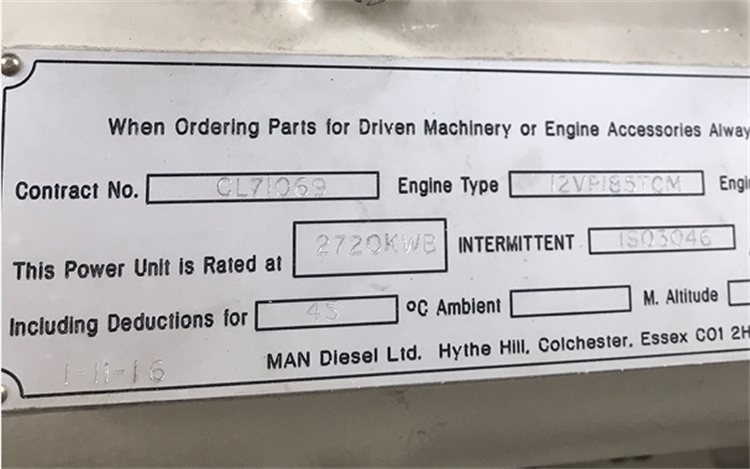 When Ordering Parts for Driven Machinery or Engine Accessories Alway
Contract No. CL71069 Engine Type 12VP185TCM Engi
This Power Unit is Rated at 2720KWB INTERMITTENT ISO3046
Including Deductions for 45 °C Ambient M. Altitude
1-11-16 MAN Diesel Ltd. Hythe Hill, Colchester, Essex CO1 2H